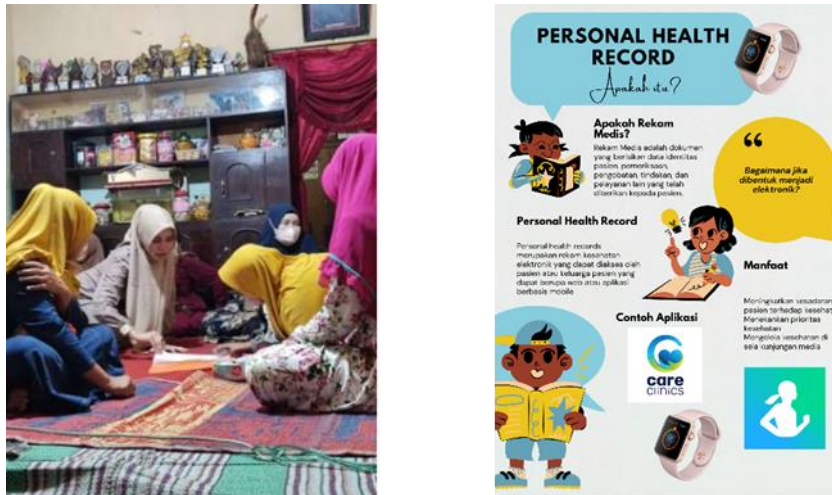 PERSONAL HEALTH
RECORD
Apakah itu?
Apakah Rekam
Medis?
Rekam Medis adalah dokumen
yang berisikan data identitas
pasien, pemeriksaan,
pengobatan, tindakan, dan
pelayanan lain yang telah
diberikan kepada pasien.
“
Bagaimana jika
dibentuk menjadi
elektronik?
Personal Health Record
Personal health records
merupakan rekam kesehatan
elektronik yang dapat diakses oleh
pasien atau keluarga pasien yang
dapat berupa web atau aplikasi
berbasis mobile
Manfaat
Meningkatkan kesadaran
pasien terhadap kesehat
Menekankan prioritas
kesehatan
Mengelola kesehatan di
sela kunjungan medis
Contoh Aplikasi
care
clinics